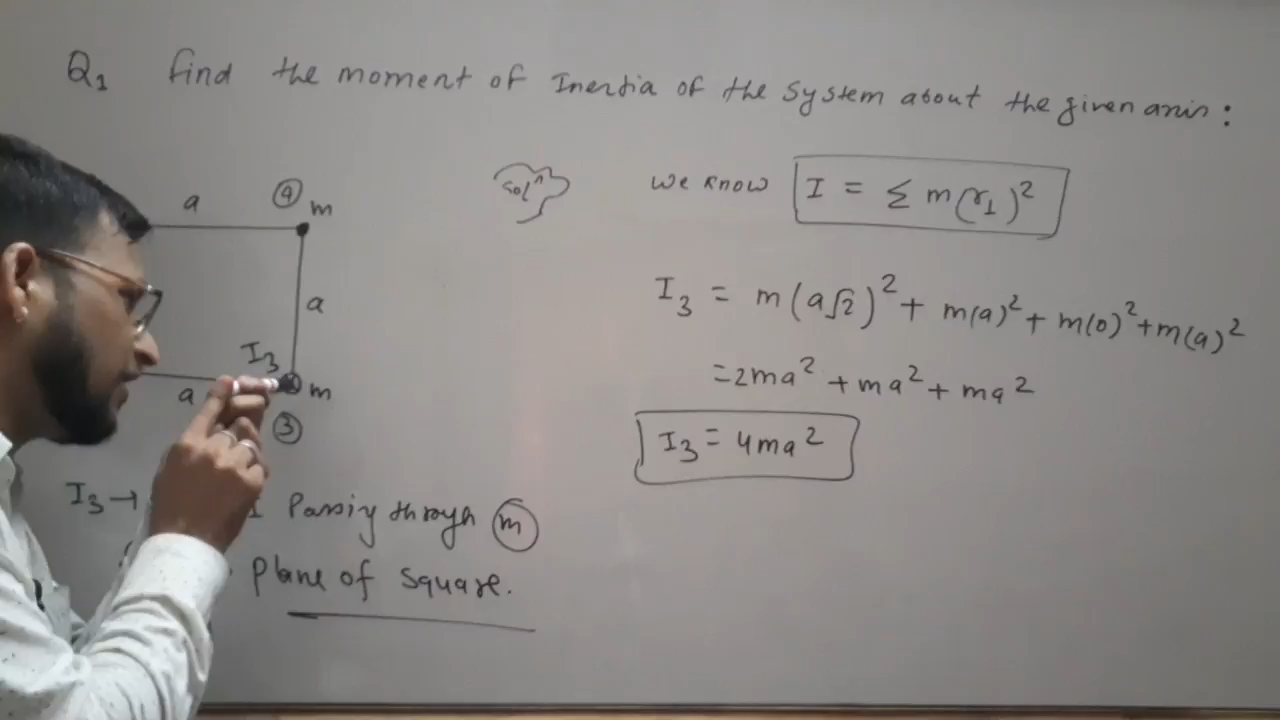 Q1 find the moment of Inertia of the system about the given axis :
a ④ m
solⁿ
we know I = Σ m(r⊥)²
a
I₃ = m(a√2)² + m(a)² + m(0)² + m(a)²
I₃
a m
= 2ma² + ma² + ma²
③
I₃ = 4ma²
I₃ → I Passing through ⓜ
Plane of square.